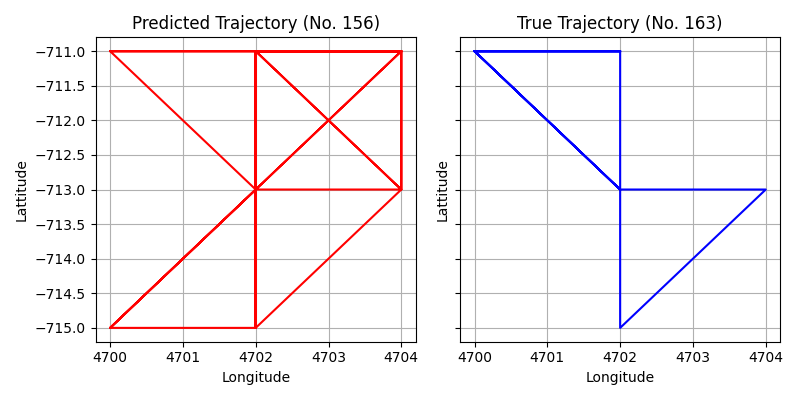 Predicted Trajectory (No. 156)
−711.0
−711.5
−712.0
−712.5
−713.0
−713.5
−714.0
−714.5
−715.0
Lattitude
4700 4701 4702 4703 4704
Longitude
True Trajectory (No. 163)
Lattitude
4700 4701 4702 4703 4704
Longitude